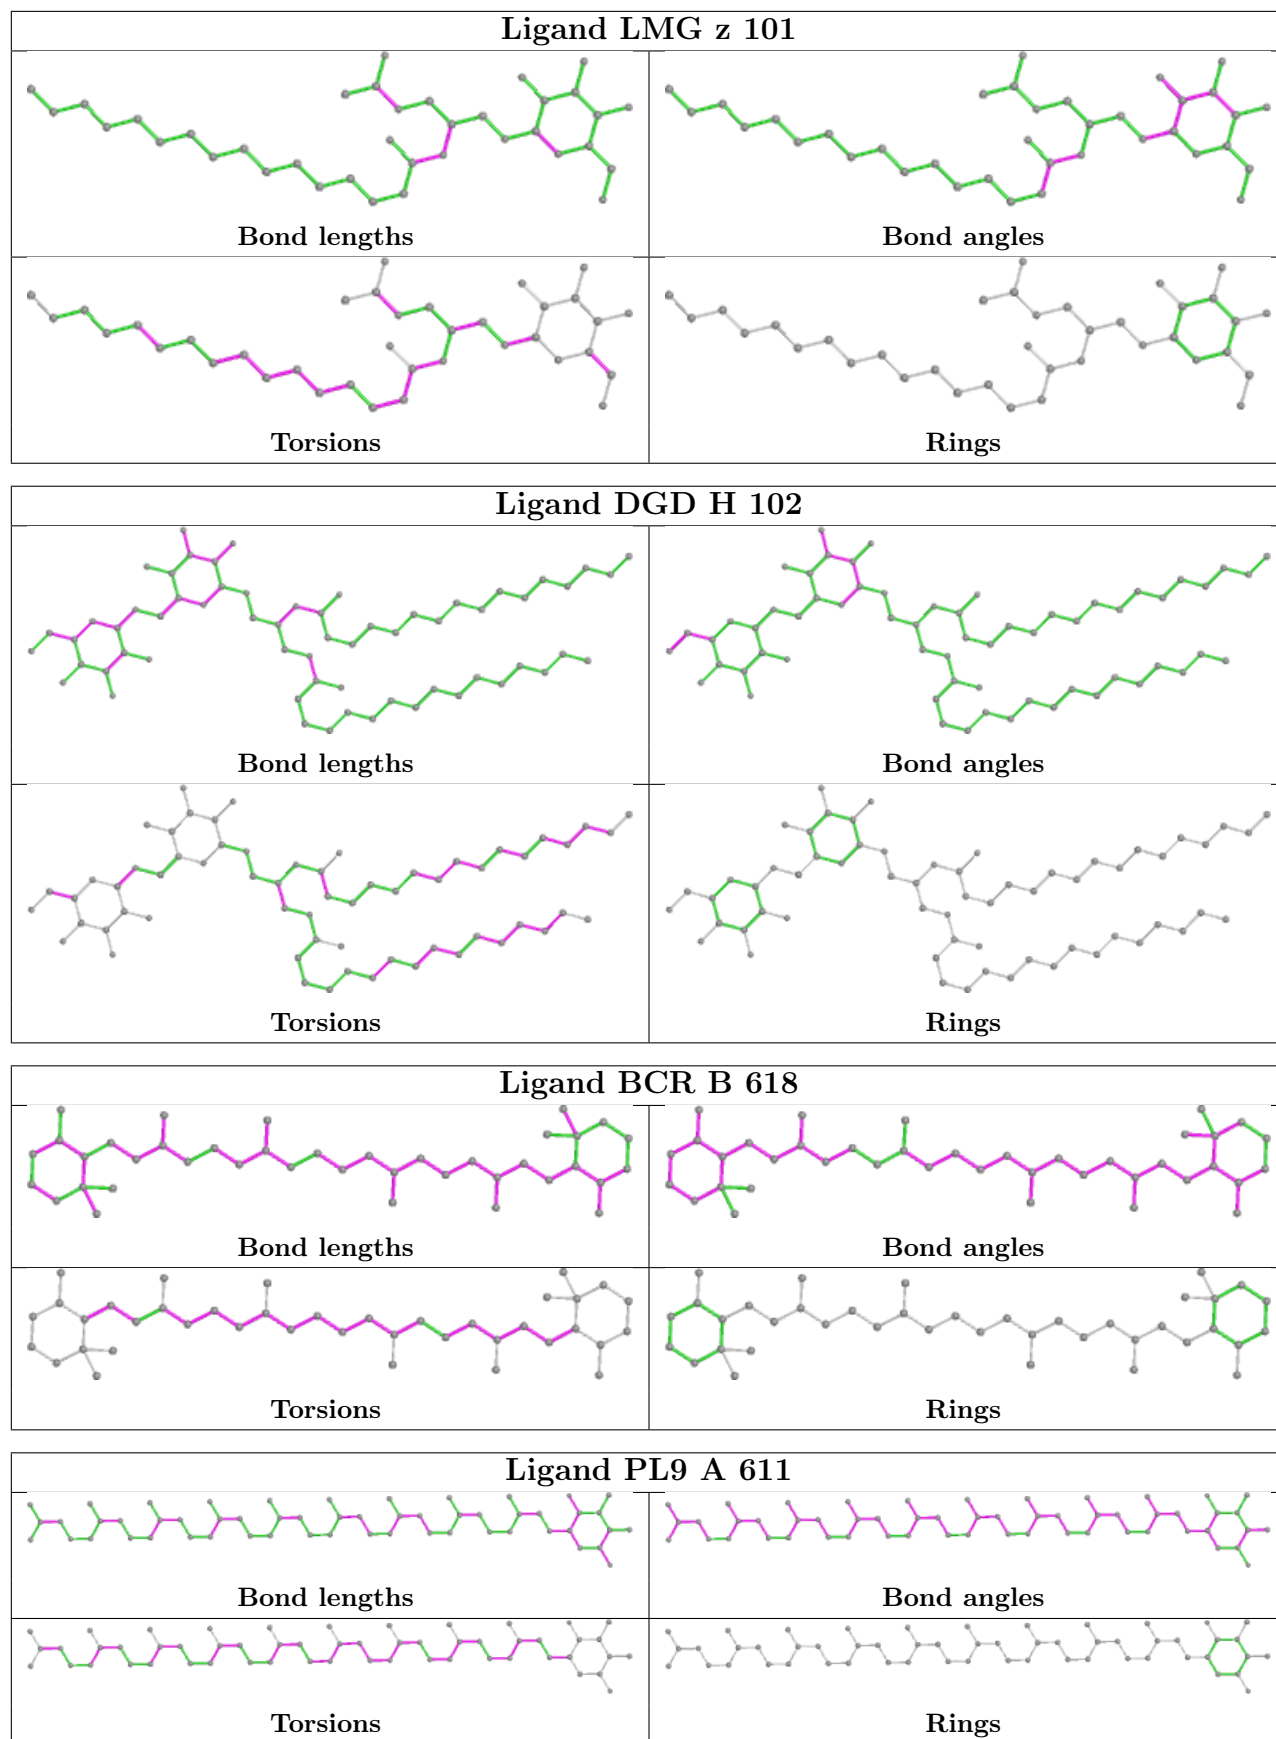 Ligand LMG z 101
Bond lengths
Bond angles
Torsions
Rings
Ligand DGD H 102
Bond lengths
Bond angles
Torsions
Rings
Ligand BCR B 618
Bond lengths
Bond angles
Torsions
Rings
Ligand PL9 A 611
Bond lengths
Bond angles
Torsions
Rings